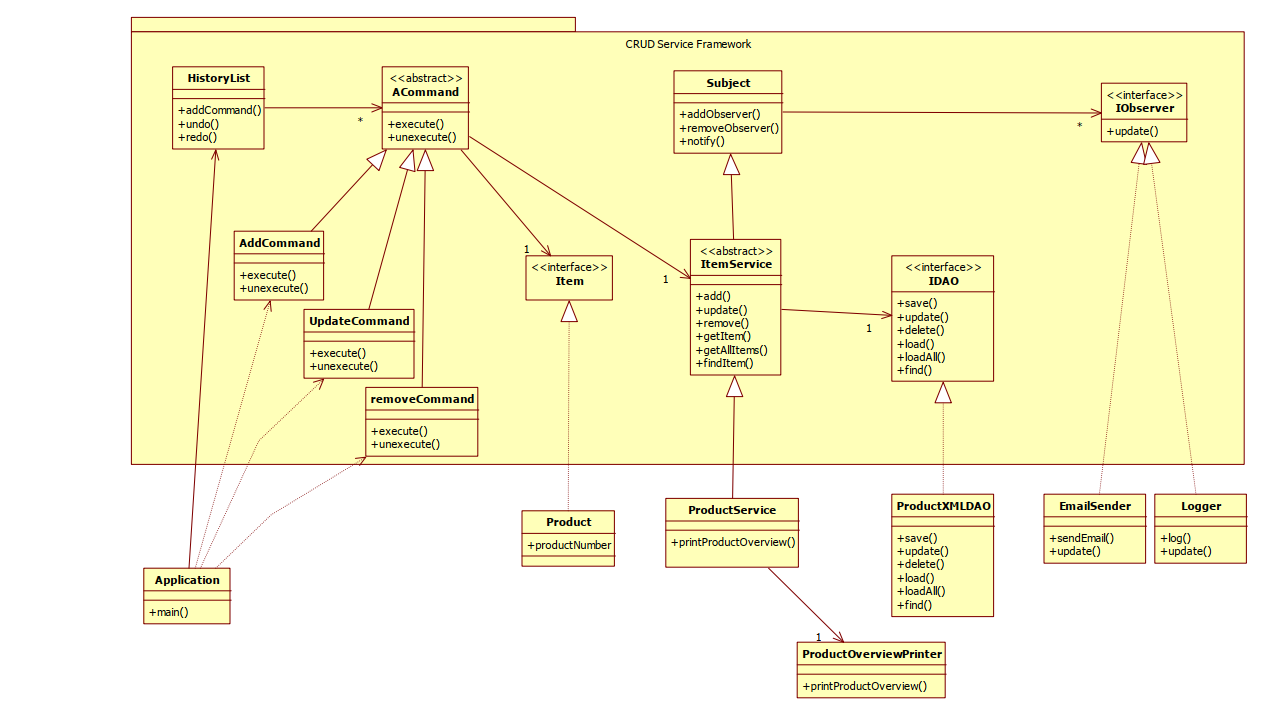 CRUD Service Framework
HistoryList
+addCommand()
+undo()
+redo()
<<abstract>>
ACommand
+execute()
+unexecute()
*
Subject
+addObserver()
+removeObserver()
+notify()
*
<<interface>>
IObserver
+update()
AddCommand
+execute()
+unexecute()
UpdateCommand
+execute()
+unexecute()
removeCommand
+execute()
+unexecute()
1
<<interface>>
Item
1
<<abstract>>
ItemService
+add()
+update()
+remove()
+getItem()
+getAllItems()
+findItem()
1
<<interface>>
IDAO
+save()
+update()
+delete()
+load()
+loadAll()
+find()
Application
+main()
Product
+productNumber
ProductService
+printProductOverview()
ProductXMLDAO
+save()
+update()
+delete()
+load()
+loadAll()
+find()
EmailSender
+sendEmail()
+update()
Logger
+log()
+update()
1
ProductOverviewPrinter
+printProductOverview()